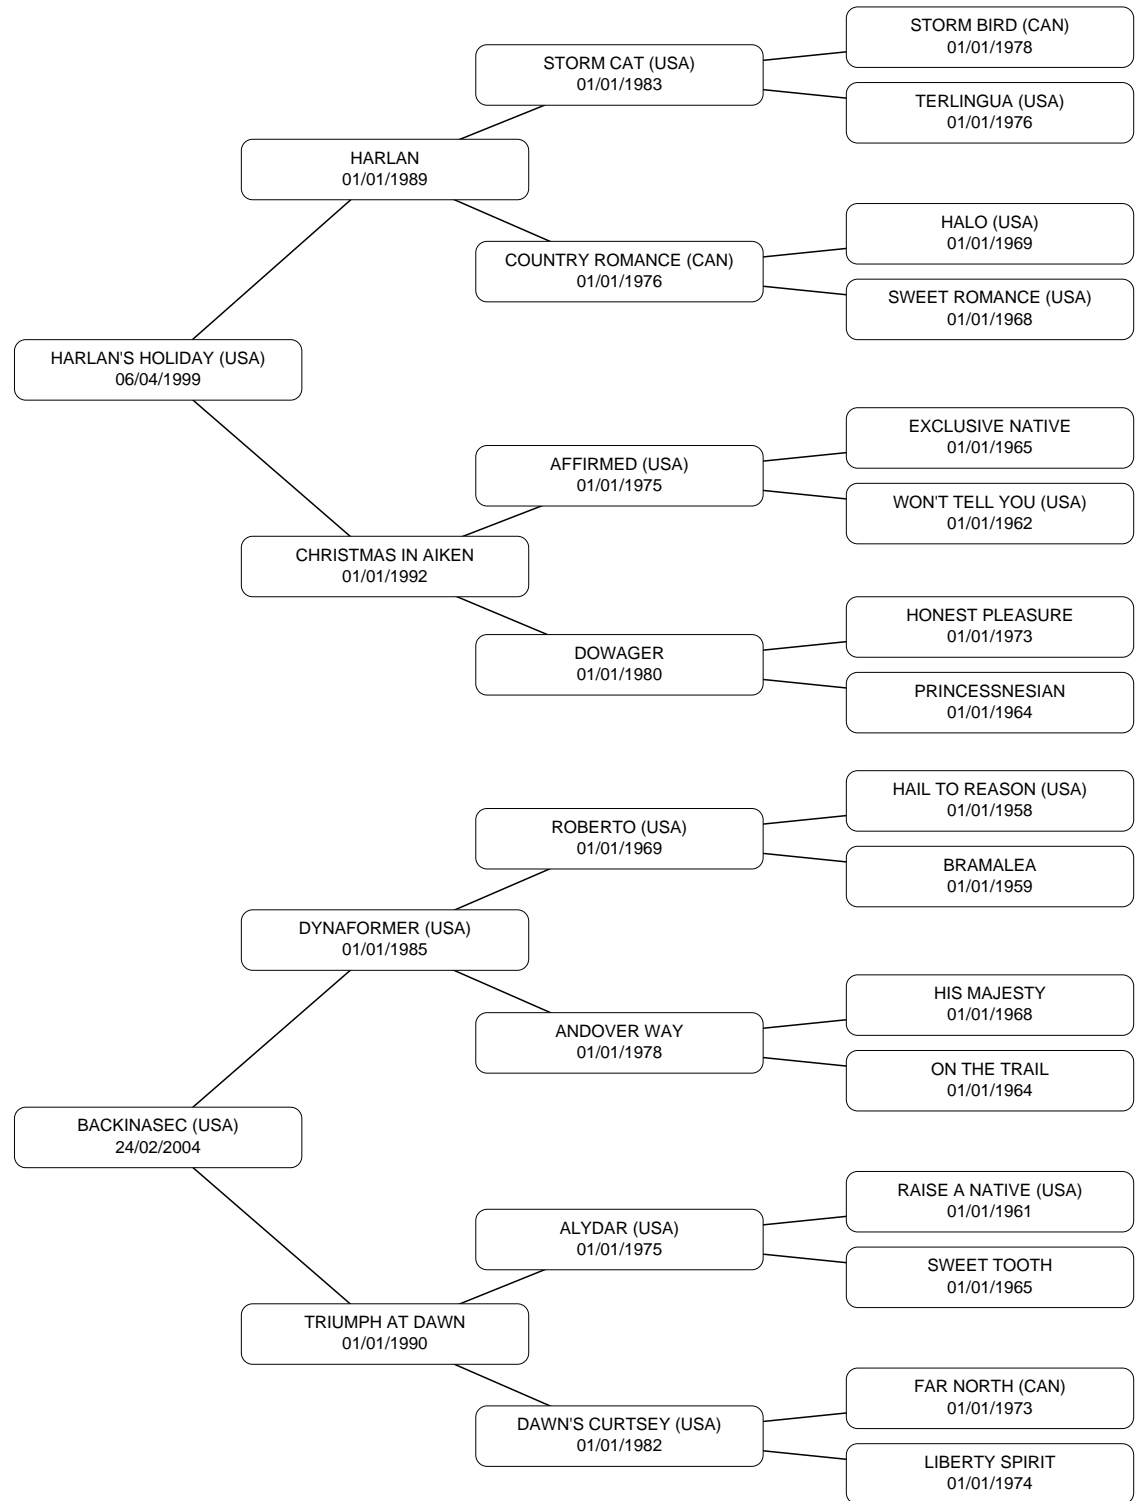 STORM BIRD (CAN)
01/01/1978
STORM CAT (USA)
01/01/1983
TERLINGUA (USA)
01/01/1976
HARLAN
01/01/1989
HALO (USA)
01/01/1969
COUNTRY ROMANCE (CAN)
01/01/1976
SWEET ROMANCE (USA)
01/01/1968
HARLAN'S HOLIDAY (USA)
06/04/1999
EXCLUSIVE NATIVE
01/01/1965
AFFIRMED (USA)
01/01/1975
WON'T TELL YOU (USA)
01/01/1962
CHRISTMAS IN AIKEN
01/01/1992
HONEST PLEASURE
01/01/1973
DOWAGER
01/01/1980
PRINCESSNESIAN
01/01/1964
HAIL TO REASON (USA)
01/01/1958
ROBERTO (USA)
01/01/1969
BRAMALEA
01/01/1959
DYNAFORMER (USA)
01/01/1985
HIS MAJESTY
01/01/1968
ANDOVER WAY
01/01/1978
ON THE TRAIL
01/01/1964
BACKINASEC (USA)
24/02/2004
RAISE A NATIVE (USA)
01/01/1961
ALYDAR (USA)
01/01/1975
SWEET TOOTH
01/01/1965
TRIUMPH AT DAWN
01/01/1990
FAR NORTH (CAN)
01/01/1973
DAWN'S CURTSEY (USA)
01/01/1982
LIBERTY SPIRIT
01/01/1974